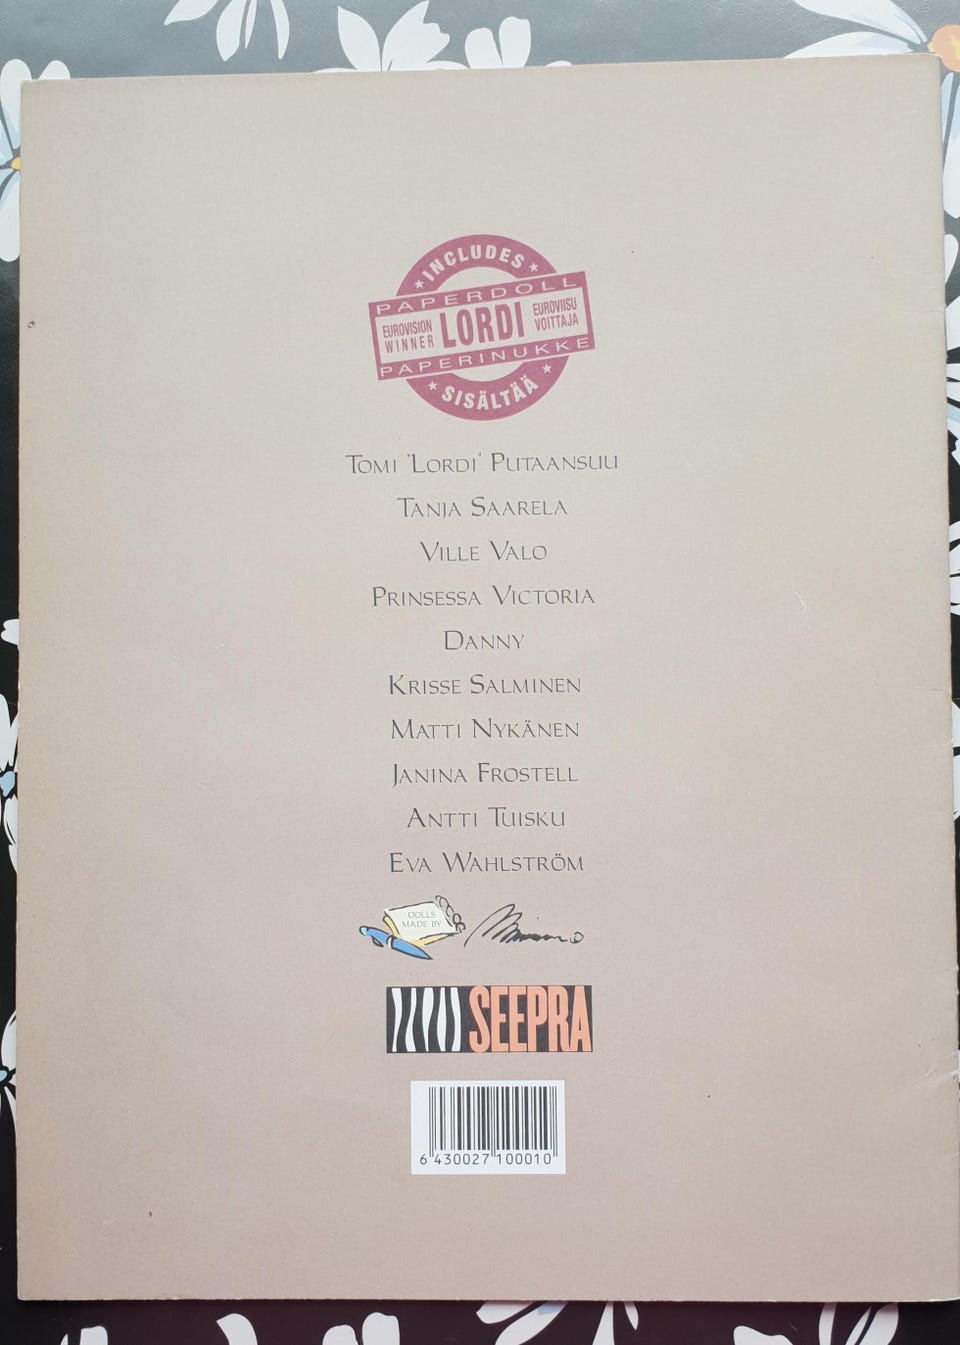 INCLUDES
PAPERDOLL
EUROVISION WINNER
LORDI
EUROVIISU VOITTAJA
PAPERINUKKE
SISÄLTÄÄ
TOMI 'LORDI' PUTAANSUU
TANJA SAARELA
VILLE VALO
PRINSESSA VICTORIA
DANNY
KRISSE SALMINEN
MATTI NYKÄNEN
JANINA FROSTELL
ANTTI TUISKU
EVA WAHLSTRÖM
DOLLS
MADE BY
SEEPRA
6 430027 100010